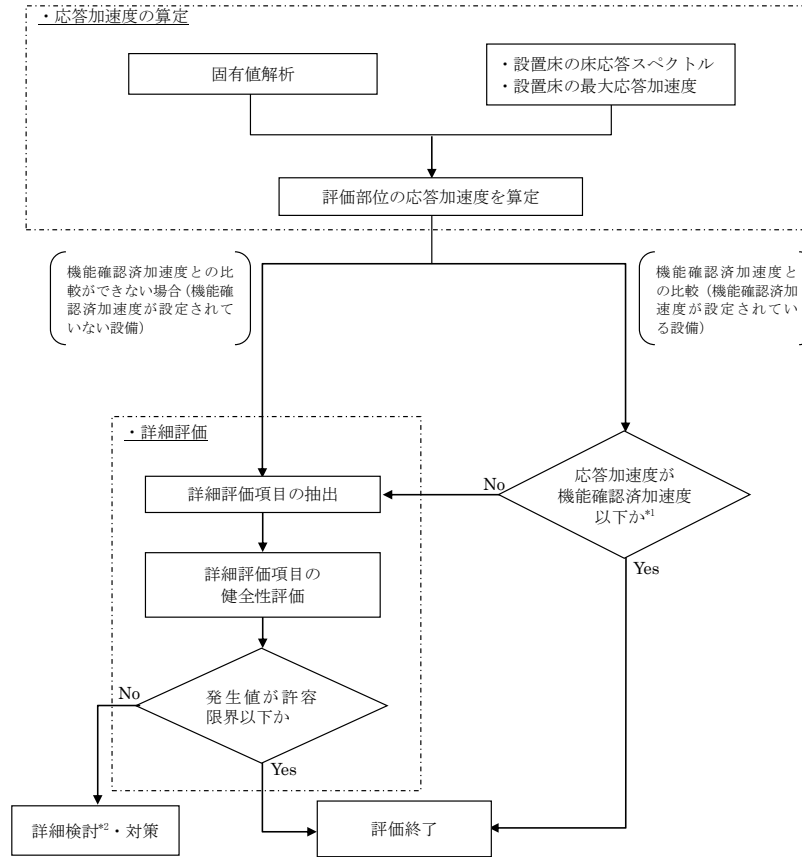 ・応答加速度の算定
固有値解析
・設置床の床応答スペクトル
・設置床の最大応答加速度
評価部位の応答加速度を算定
機能確認済加速度との比
較ができない場合（機能確
認済加速度が設定されて
いない設備）
機能確認済加速度と
の比較（機能確認済加
速度が設定されてい
る設備）
・詳細評価
詳細評価項目の抽出
No
応答加速度が
機能確認済加速度
以下か*1
Yes
詳細評価項目の
健全性評価
No
発生値が許容
限界以下か
Yes
詳細検討*2・対策
評価終了